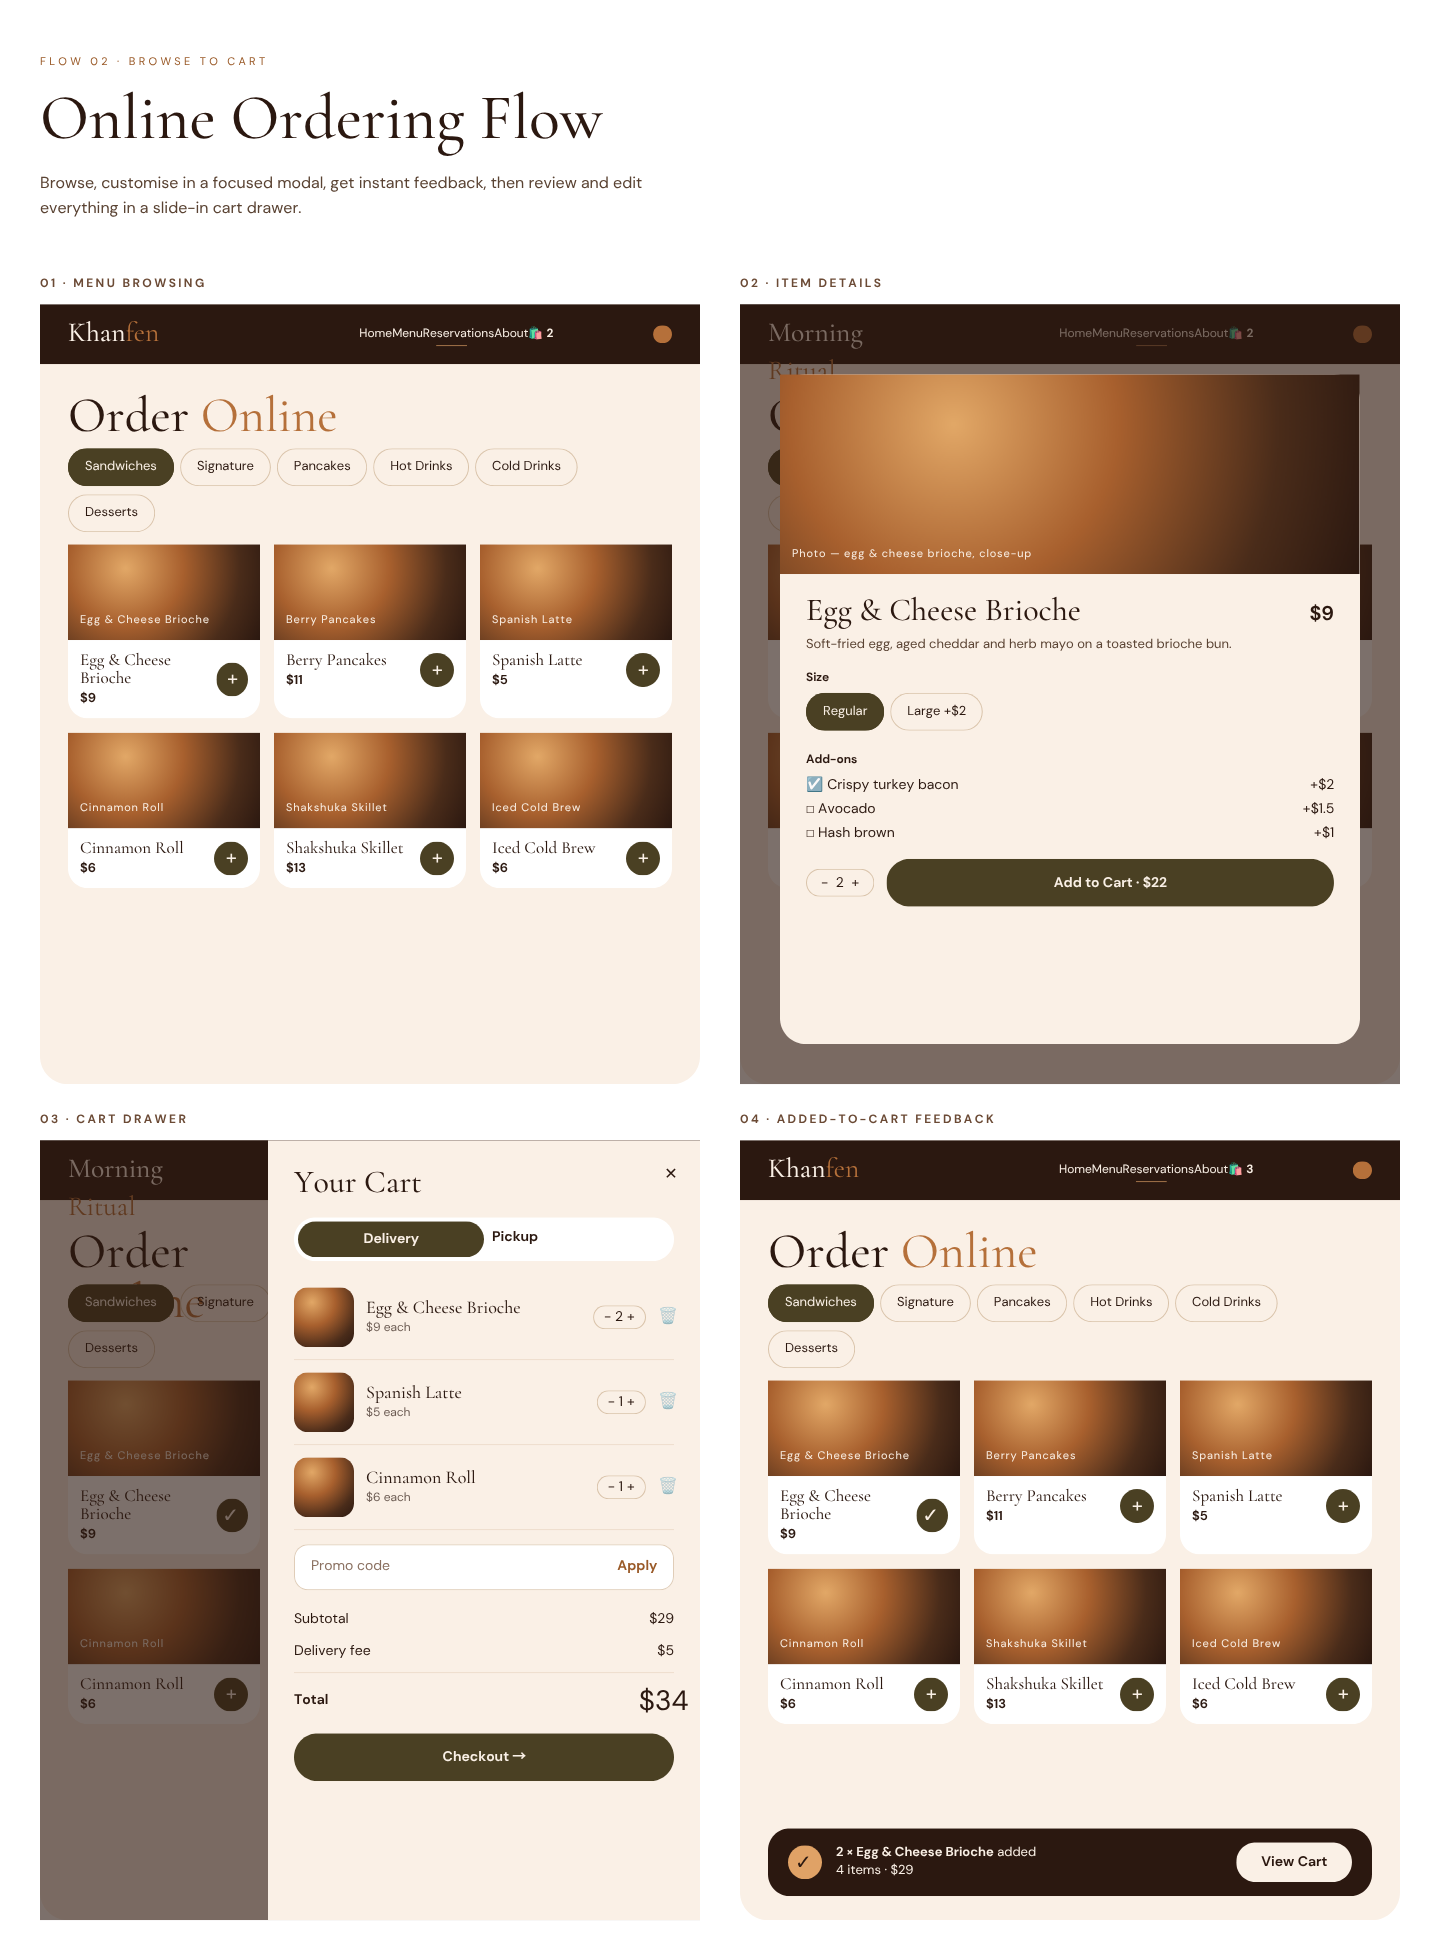 FLOW 02 · BROWSE TO CART
Online Ordering Flow
Browse, customise in a focused modal, get instant feedback, then review and edit
everything in a slide-in cart drawer.
01 · MENU BROWSING
Khanfen
HomeMenuReservationsAbout🛍️ 2
Order Online
Sandwiches
Signature
Pancakes
Hot Drinks
Cold Drinks
Desserts
Egg & Cheese Brioche
Berry Pancakes
Spanish Latte
Egg & Cheese
Brioche
$9
+
Berry Pancakes
$11
+
Spanish Latte
$5
+
Cinnamon Roll
Shakshuka Skillet
Iced Cold Brew
Cinnamon Roll
$6
+
Shakshuka Skillet
$13
+
Iced Cold Brew
$6
+
02 · ITEM DETAILS
Morning
Ritual
HomeMenuReservationsAbout🛍️ 2
Photo — egg & cheese brioche, close-up
Egg & Cheese Brioche
$9
Soft-fried egg, aged cheddar and herb mayo on a toasted brioche bun.
Size
Regular
Large +$2
Add-ons
☑️ Crispy turkey bacon +$2
□ Avocado +$1.5
□ Hash brown +$1
− 2 +
Add to Cart · $22
03 · CART DRAWER
Morning
Ritual
Order
Sandwiches
Signature
Desserts
Egg & Cheese Brioche
Egg & Cheese
Brioche
$9
✓
Cinnamon Roll
Cinnamon Roll
$6
+
Your Cart
✕
Delivery
Pickup
Egg & Cheese Brioche
$9 each
− 2 +
🗑️
Spanish Latte
$5 each
− 1 +
🗑️
Cinnamon Roll
$6 each
− 1 +
🗑️
Promo code
Apply
Subtotal $29
Delivery fee $5
Total $34
Checkout →
04 · ADDED-TO-CART FEEDBACK
Khanfen
HomeMenuReservationsAbout🛍️ 3
Order Online
Sandwiches
Signature
Pancakes
Hot Drinks
Cold Drinks
Desserts
Egg & Cheese Brioche
Berry Pancakes
Spanish Latte
Egg & Cheese
Brioche
$9
✓
Berry Pancakes
$11
+
Spanish Latte
$5
+
Cinnamon Roll
Shakshuka Skillet
Iced Cold Brew
Cinnamon Roll
$6
+
Shakshuka Skillet
$13
+
Iced Cold Brew
$6
+
✓
2 × Egg & Cheese Brioche added
4 items · $29
View Cart